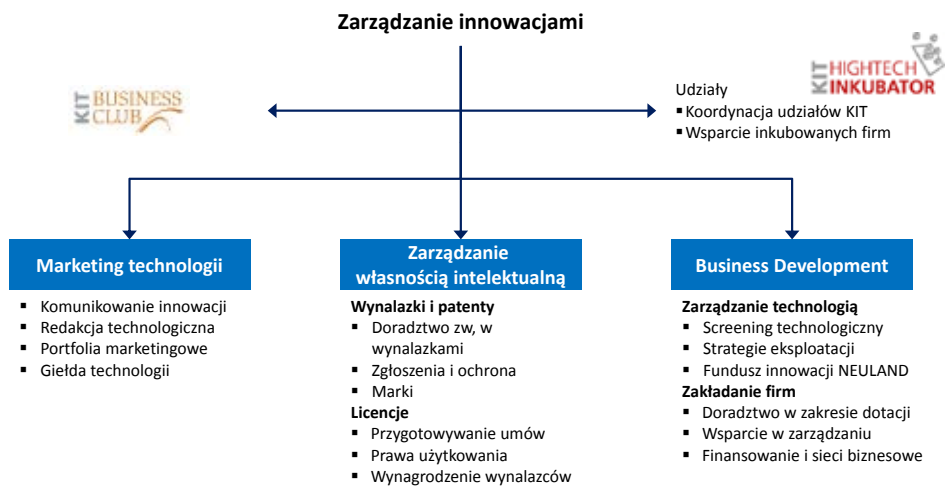 Zarządzanie innowacjami
KIT BUSINESS
CLUB
KIT HIGHTECH
INKUBATOR
Udziały
▪ Koordynacja udziałów KIT
▪ Wsparcie inkubowanych firm
Marketing technologii
▪ Komunikowanie innowacji
▪ Redakcja technologiczna
▪ Portfolia marketingowe
▪ Giełda technologii
Zarządzanie
własnością intelektualną
Wynalazki i patenty
▪ Doradztwo zw, w
wynalazkami
▪ Zgłoszenia i ochrona
▪ Marki
Licencje
▪ Przygotowywanie umów
▪ Prawa użytkowania
▪ Wynagrodzenie wynalazców
Business Development
Zarządzanie technologią
▪ Screening technologiczny
▪ Strategie eksploatacji
▪ Fundusz innowacji NEULAND
Zakładanie firm
▪ Doradztwo w zakresie dotacji
▪ Wsparcie w zarządzaniu
▪ Finansowanie i sieci biznesowe